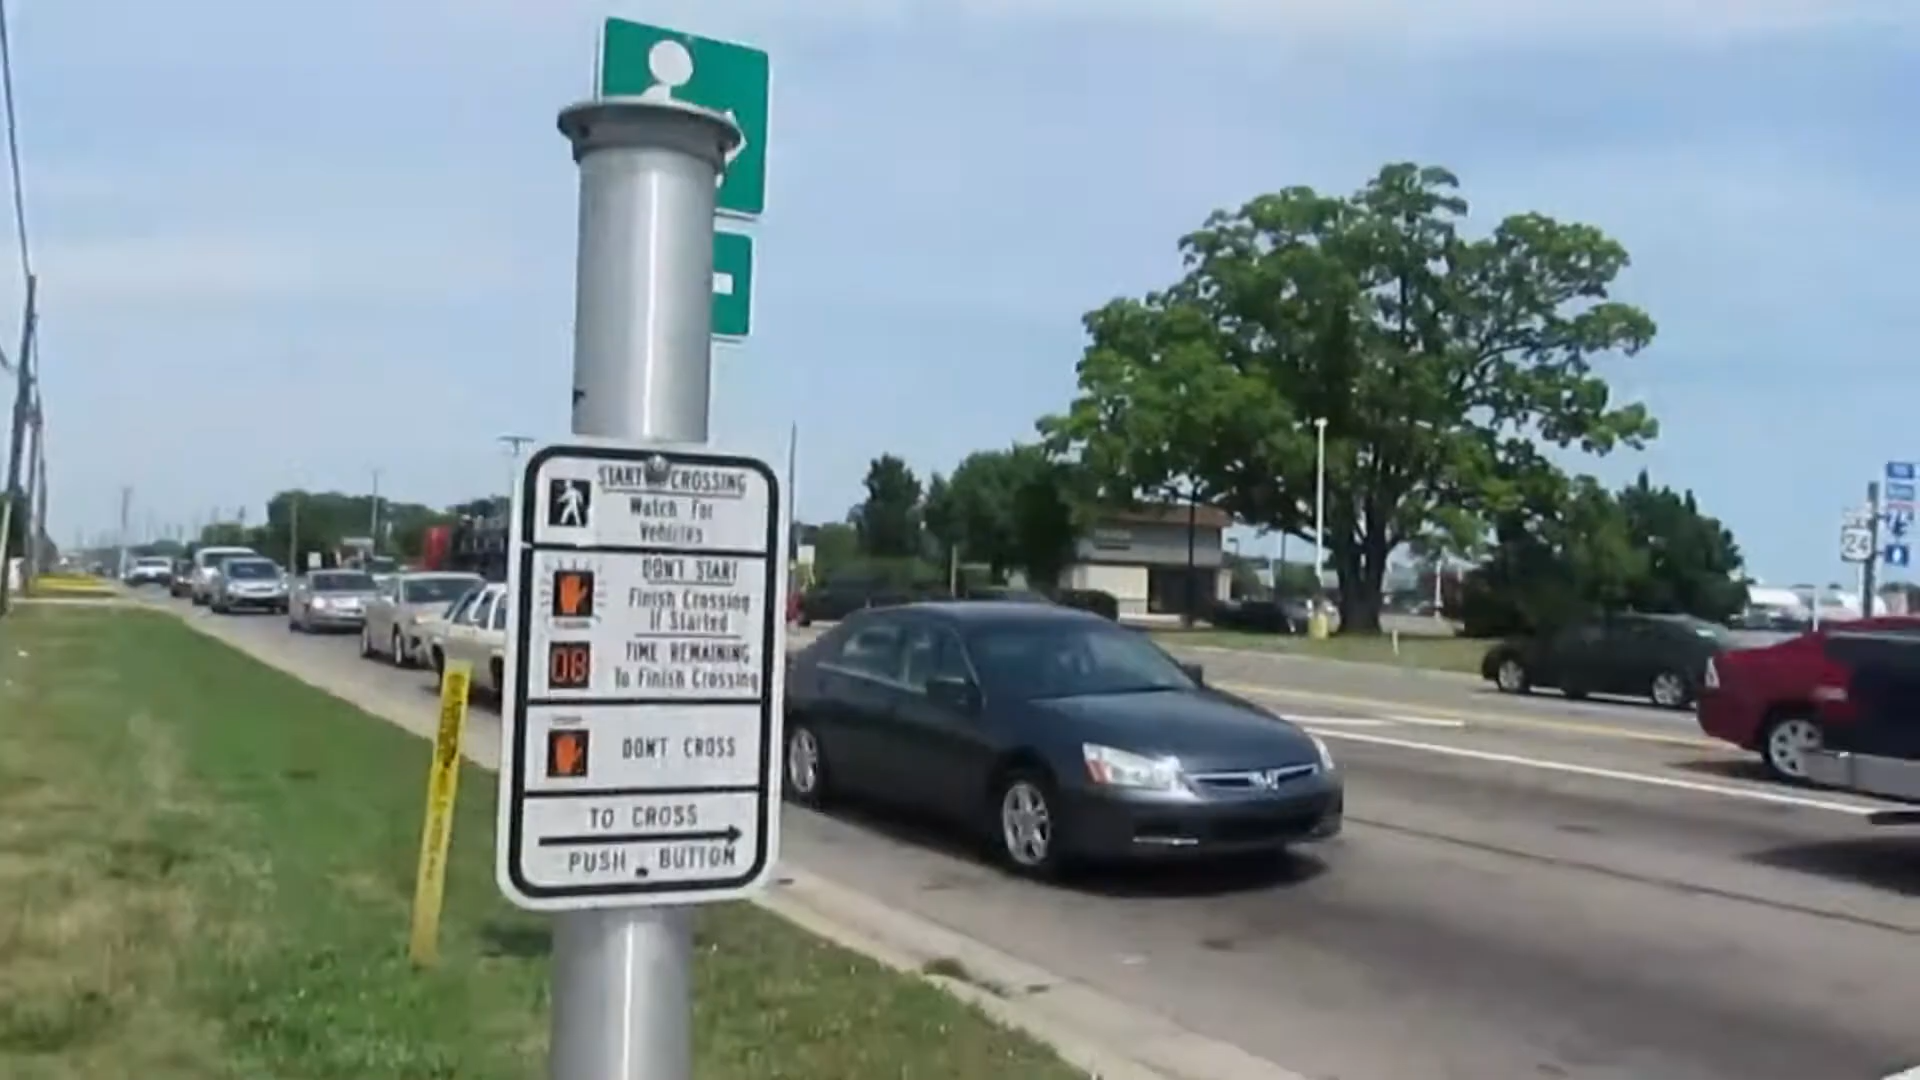 START CROSSING
Watch For
Vehicles
DON'T START
Finish Crossing
If Started
08
TIME REMAINING
To Finish Crossing
DON'T CROSS
TO CROSS
PUSH BUTTON
24